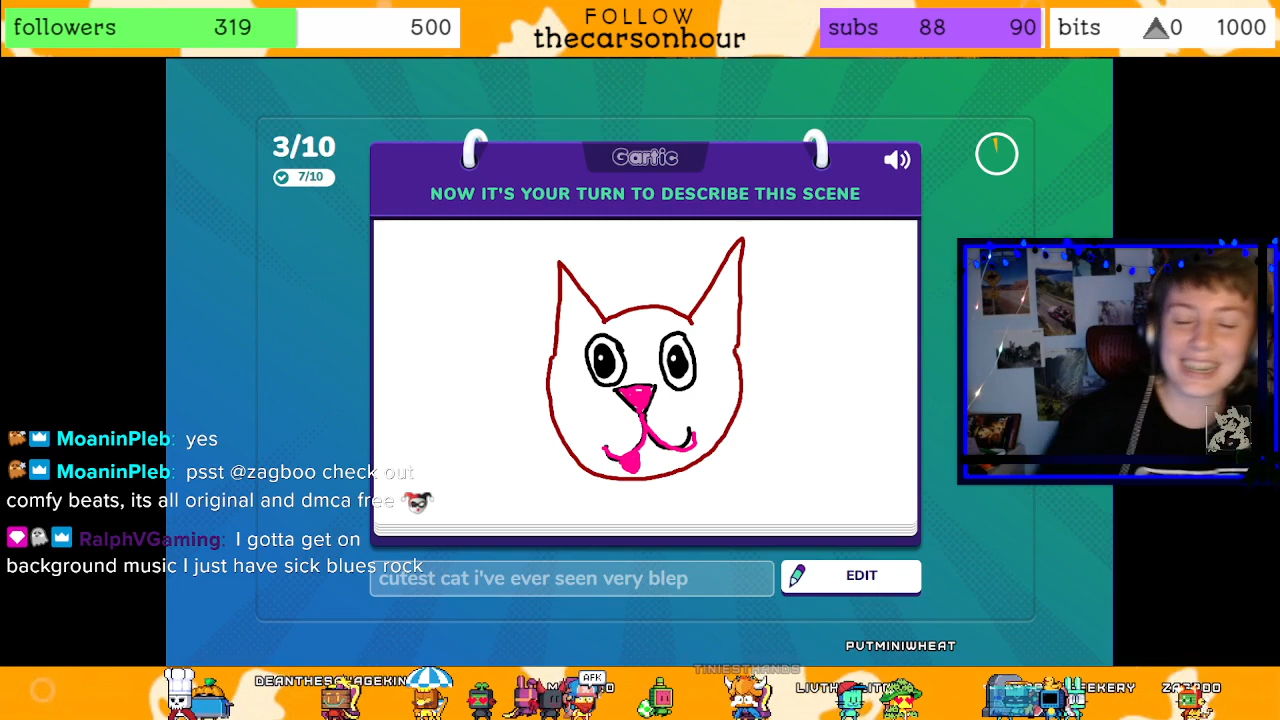 followers 319 500
FOLLOW
thecarsonhour
subs 88 90
bits 0 1000
3/10
7/10
Gartic
NOW IT'S YOUR TURN TO DESCRIBE THIS SCENE
MoaninPleb: yes
MoaninPleb: psst @zagboo check out
comfy beats, its all original and dmca free
RalphVGaming: I gotta get on
background music I just have sick blues rock
cutest cat i've ever seen very blep
EDIT
PUTMINIWHEAT
TINIESTHANDS
AFK
DEANTHESAVAGEKIN
ZAGBOO